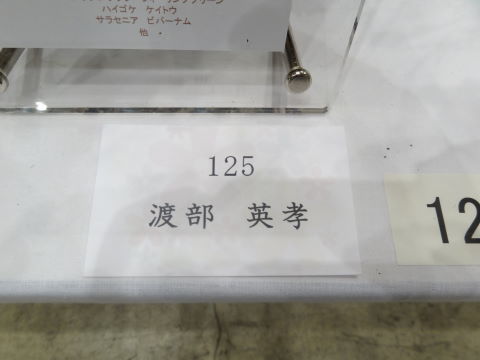 ハイゴケ ケイトウ
サラセニア ビバーナム
他
125
渡部 英孝
12